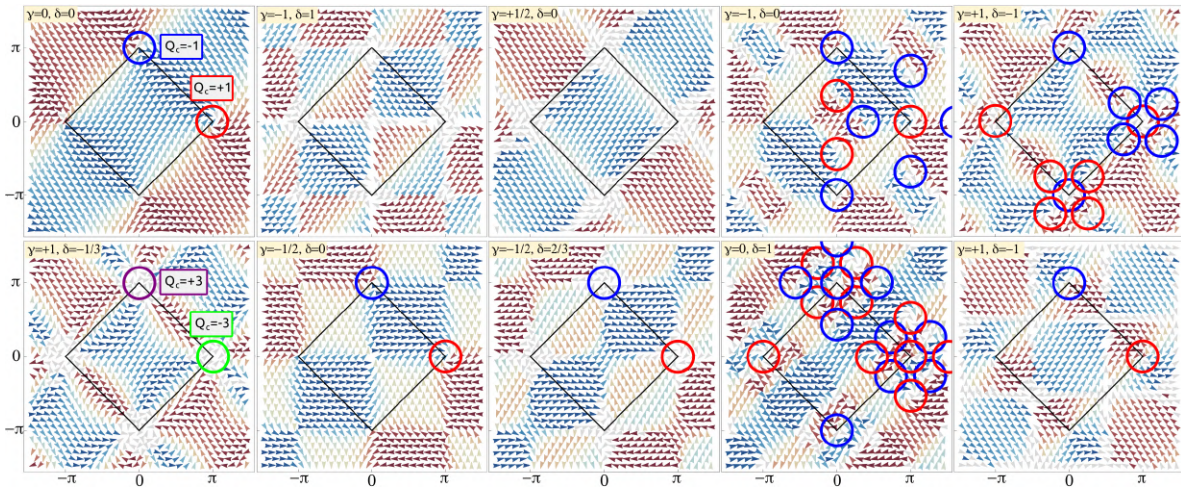 γ=0, δ=0
γ=-1, δ=1
γ=+1/2, δ=0
γ=-1, δ=0
γ=+1, δ=-1
Q_c=-1
Q_c=+1
π
0
-π
γ=+1, δ=-1/3
γ=-1/2, δ=0
γ=-1/2, δ=2/3
γ=0, δ=1
γ=+1, δ=-1
Q_c=+3
Q_c=-3
π
0
-π
-π 0 π -π 0 π -π 0 π -π 0 π -π 0 π